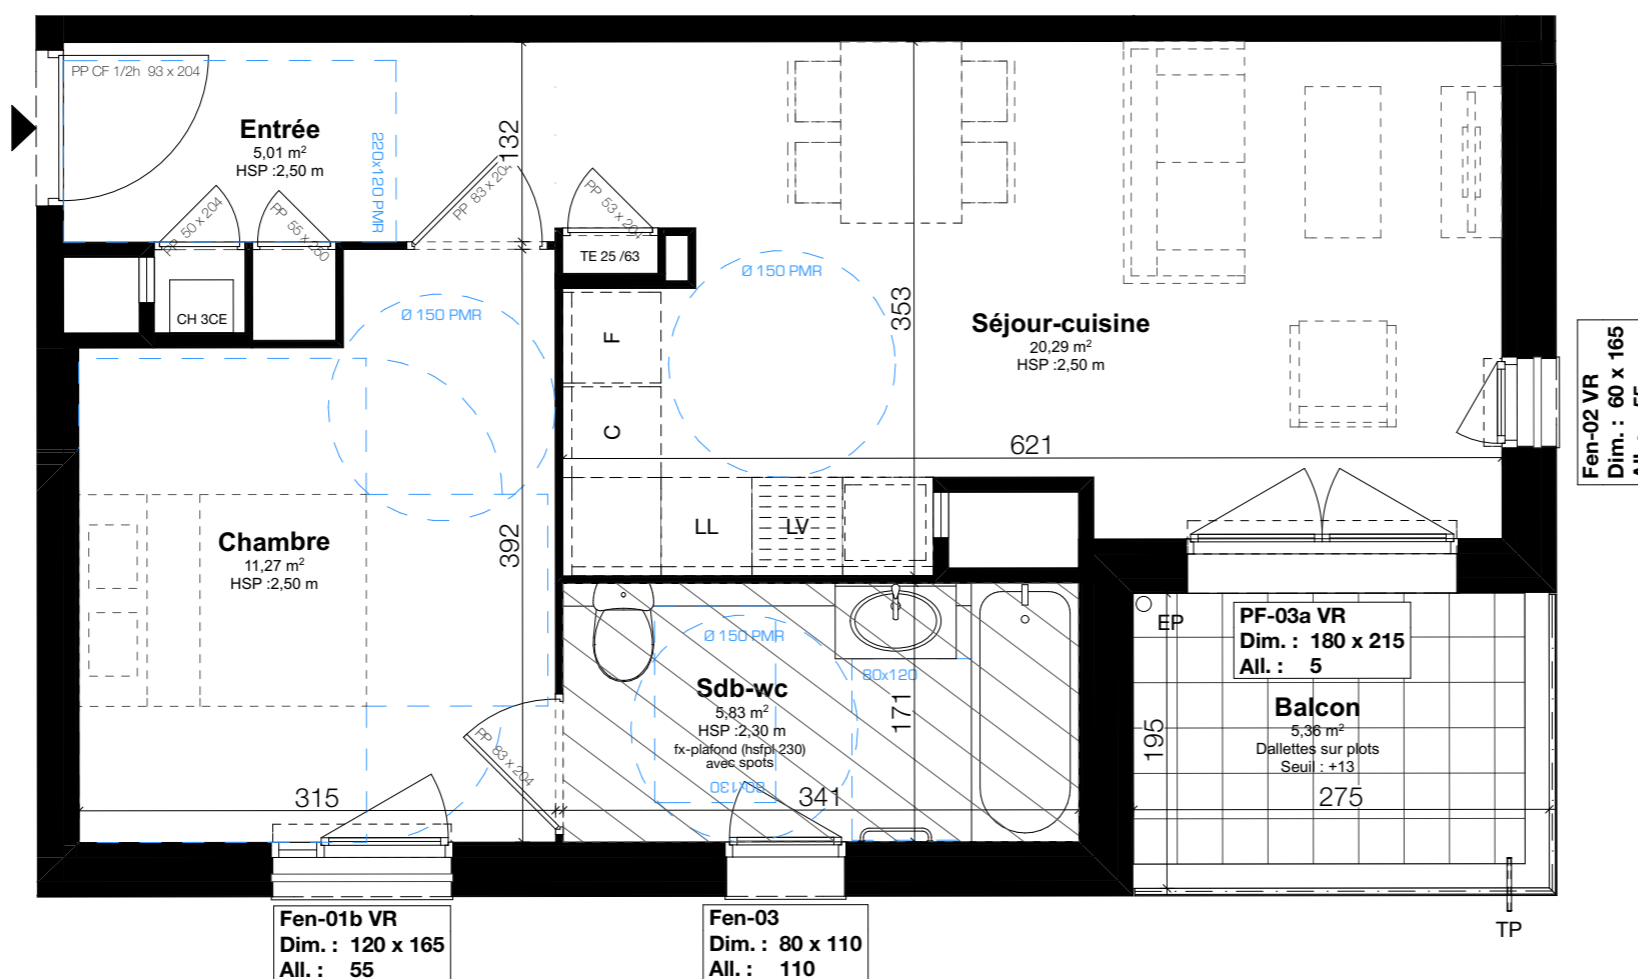 PP CF 1/2h 93 x 204
Entrée
5,01 m²
HSP :2,50 m
220x120 PMR
132
PP 83 x 204
PP 50 x 204
PP 55 x 250
PP 53 x 204
TE 25 /63
CH 3CE
Ø 150 PMR
Ø 150 PMR
353
Séjour-cuisine
20,29 m²
HSP :2,50 m
F
C
621
LL
LV
Fen-02 VR
Dim. : 60 x 165
Chambre
11,27 m²
HSP :2,50 m
392
315
PP 83 x 204
Ø 150 PMR
80x120
Sdb-wc
5,83 m²
HSP :2,30 m
fx-plafond (hsfpl 230)
avec spots
80x130
171
341
EP
PF-03a VR
Dim. : 180 x 215
All. : 5
Balcon
5,36 m²
Dallettes sur plots
Seuil : +13
195
275
TP
Fen-01b VR
Dim. : 120 x 165
All. : 55
Fen-03
Dim. : 80 x 110
All. : 110